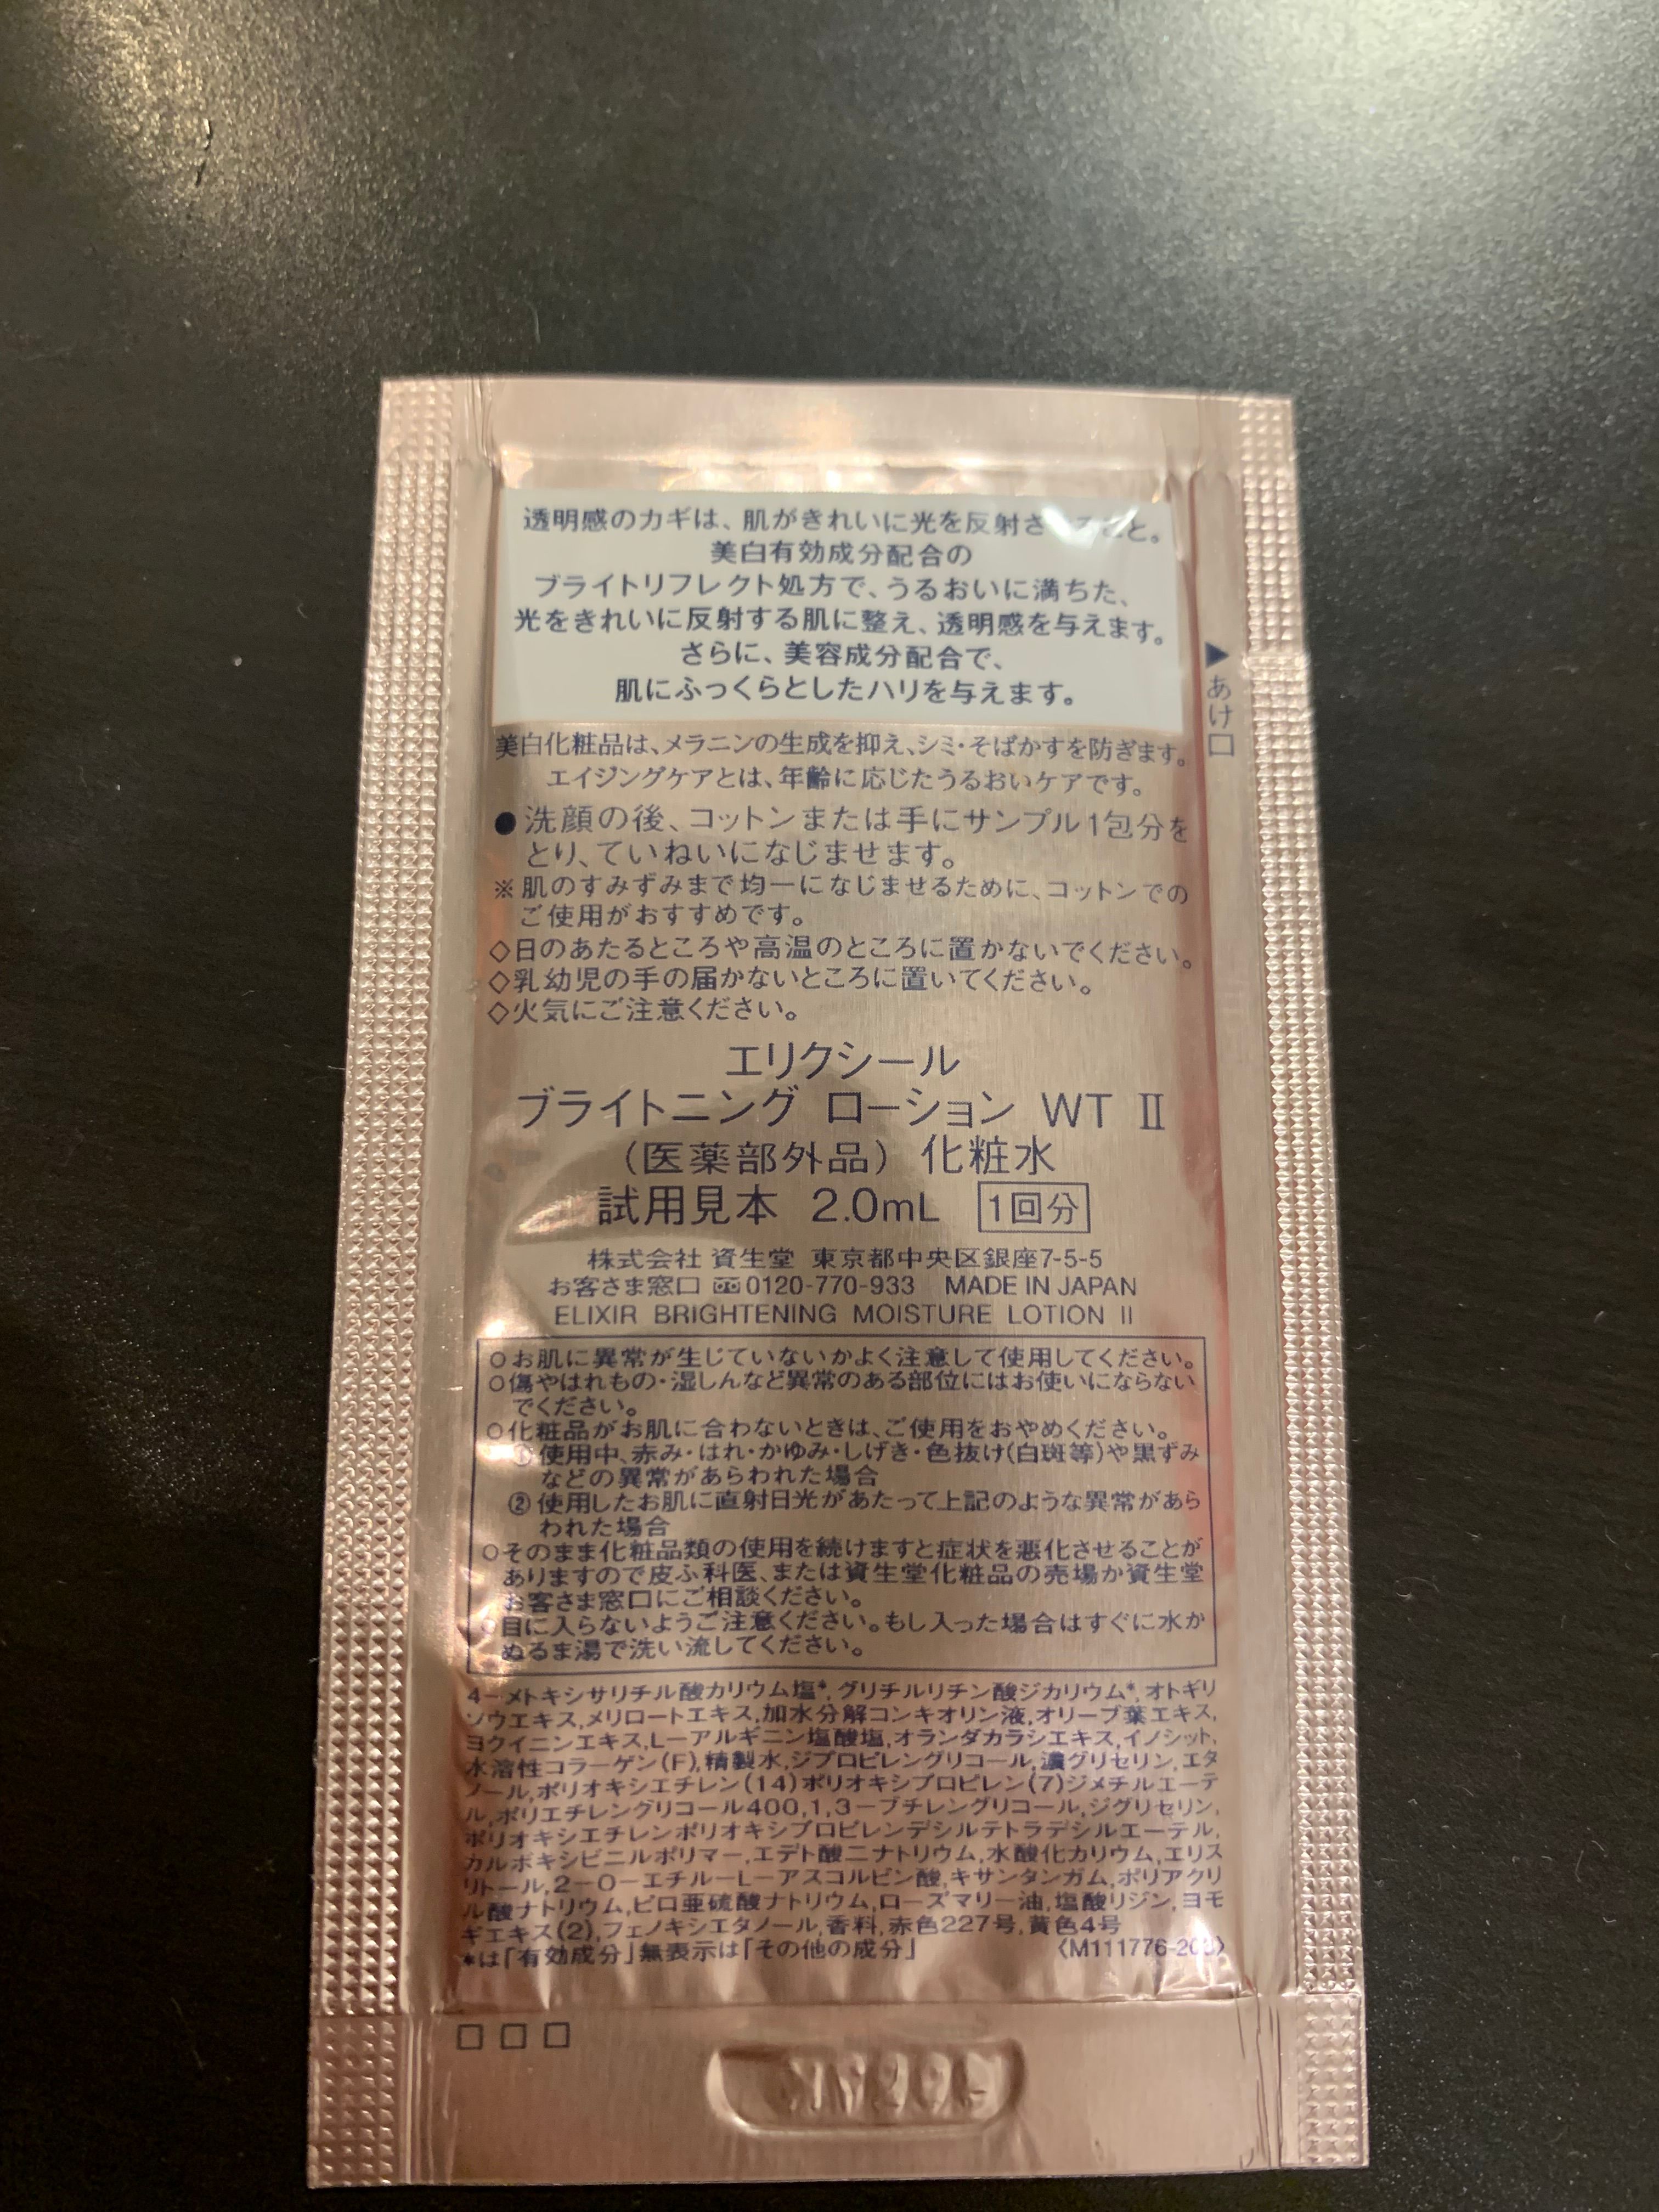 透明感のカギは、肌がきれいに光を反射さ
美白有効成分配合の
ブライトリフレクト処方で、うるおいに満ちた、
光をきれいに反射する肌に整え、透明感を与えます。
さらに、美容成分配合で、
肌にふっくらとしたハリを与えます。
▶あけ口
美白化粧品は、メラニンの生成を抑え、シミ・そばかすを防ぎます。
エイジングケアとは、年齢に応じたうるおいケアです。
●洗顔の後、コットンまたは手にサンプル1包分を
とり、ていねいになじませます。
※肌のすみずみまで均一になじませるために、コットンでの
ご使用がおすすめです。
◇日のあたるところや高温のところに置かないでください。
◇乳幼児の手の届かないところに置いてください。
◇火気にご注意ください。
エリクシール
ブライトニング ローション WT Ⅱ
（医薬部外品） 化粧水
試用見本 2.0mL 1回分
株式会社 資生堂 東京都中央区銀座7-5-5
お客さま窓口 0120-770-933 MADE IN JAPAN
ELIXIR BRIGHTENING MOISTURE LOTION Ⅱ
○お肌に異常が生じていないかよく注意して使用してください。
○傷やはれもの・湿しんなど異常のある部位にはお使いにならない
でください。
○化粧品がお肌に合わないときは、ご使用をおやめください。
①使用中、赤み・はれ・かゆみ・しげき・色抜け(白斑等)や黒ずみ
などの異常があらわれた場合
②使用したお肌に直射日光があたって上記のような異常があら
われた場合
○そのまま化粧品類の使用を続けますと症状を悪化させることが
ありますので皮ふ科医、または資生堂化粧品の売場か資生堂
お客さま窓口にご相談ください。
○目に入らないようご注意ください。もし入った場合はすぐに水か
ぬるま湯で洗い流してください。
4－メトキシサリチル酸カリウム塩*,グリチルリチン酸ジカリウム*,オトギリ
ソウエキス,メリロートエキス,加水分解コンキオリン液,オリーブ葉エキス,
ヨクイニンエキス,L－アルギニン塩酸塩,オランダカラシエキス,イノシット,
水溶性コラーゲン(F),精製水,ジプロピレングリコール,濃グリセリン,エタ
ノール,ポリオキシエチレン(14)ポリオキシプロピレン(7)ジメチルエーテ
ル,ポリエチレングリコール400,1,3－ブチレングリコール,ジグリセリン,
ポリオキシエチレンポリオキシプロピレンデシルテトラデシルエーテル,
カルボキシビニルポリマー,エデト酸二ナトリウム,水酸化カリウム,エリス
リトール,2－O－エチル－L－アスコルビン酸,キサンタンガム,ポリアクリ
ル酸ナトリウム,ピロ亜硫酸ナトリウム,ローズマリー油,塩酸リジン,ヨモ
ギエキス(2),フェノキシエタノール,香料,赤色227号,黄色4号
*は「有効成分」無表示は「その他の成分」